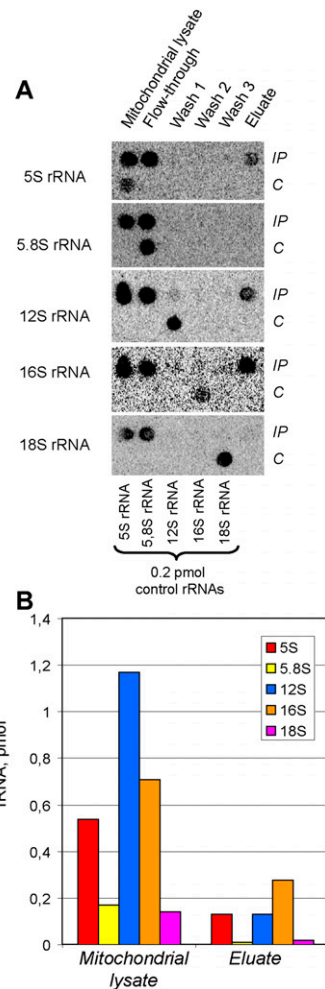 A
Mitochondrial lysate
Flow-through
Wash 1
Wash 2
Wash 3
Eluate
5S rRNA
IP
C
5.8S rRNA
IP
C
12S rRNA
IP
C
16S rRNA
IP
C
18S rRNA
IP
C
5S rRNA
5,8S rRNA
12S rRNA
16S rRNA
18S rRNA
0.2 pmol
control rRNAs
B
rRNA, pmol
1,4
1,2
1
0,8
0,6
0,4
0,2
0
5S
5.8S
12S
16S
18S
Mitochondrial
lysate
Eluate